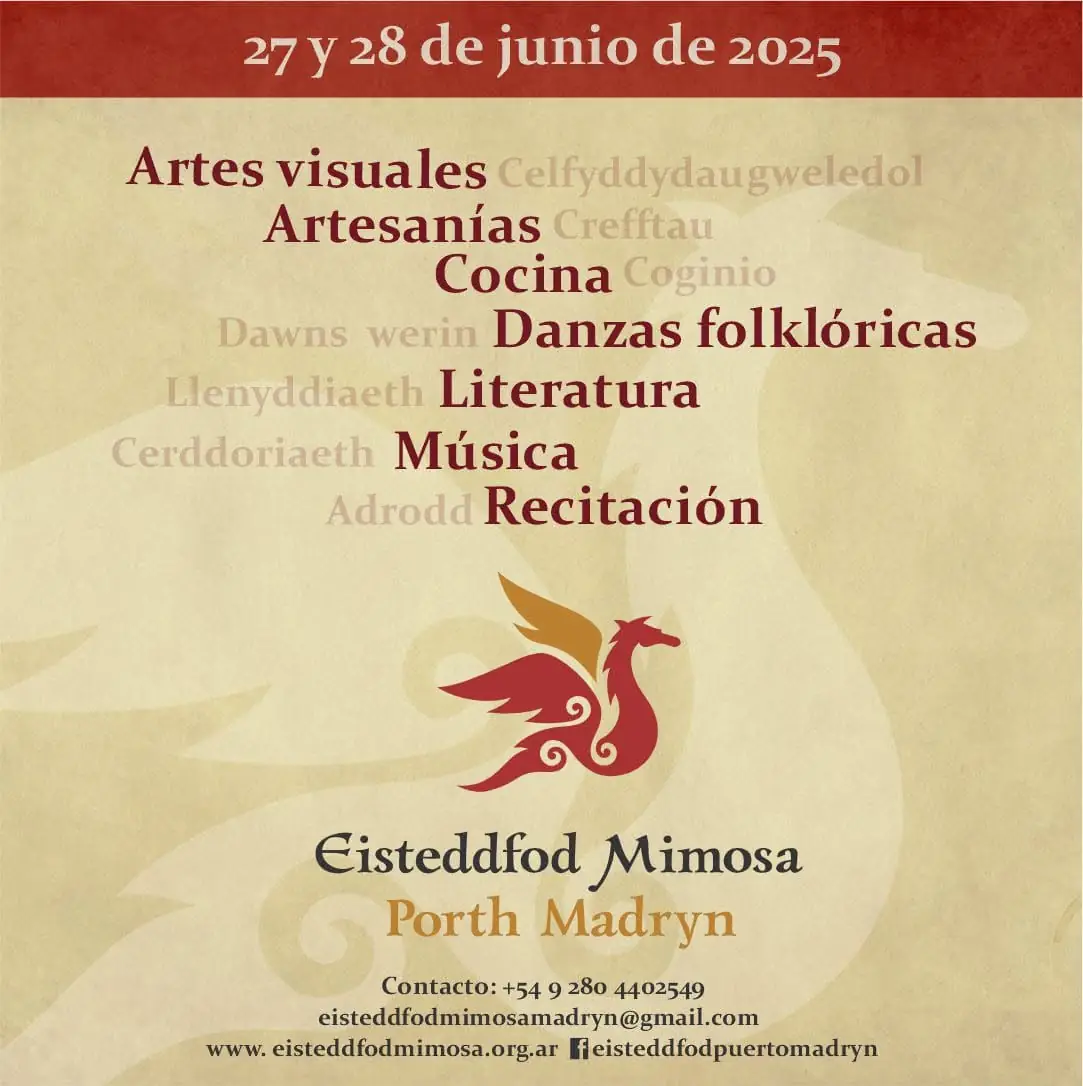 27 y 28 de junio de 2025
Artes visuales Celfyddydaugweledol
Artesanías Crefftau
Cocina Coginio
Dawns werin Danzas folklóricas
Llenyddiaeth Literatura
Cerddoriaeth Música
Adrodd Recitación
Eisteddfod Mimosa
Porth Madryn
Contacto: +54 9 280 4402549
eisteddfodmimosamadryn@gmail.com
www. eisteddfodmimosa.org.ar f eisteddfodpuertomadryn